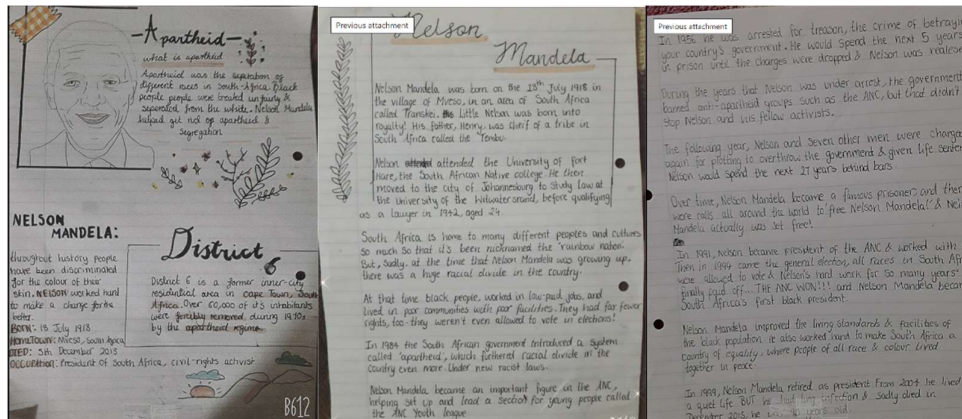 Apartheid
what is apartheid
Apartheid was the separation of
different races in South-Africa. Black
people people were treated unfairly &
separated from the white. Nelson Mandela
helped get rid op apartheid &
Segregation
NELSON
MANDELA:
throughout history people
have been discriminated
for the colour of their
skin. NELSON worked hard
to make a change for the
better.
BORN: 18 July 1918
HomeTown: Mvezo, South Africa
DIED: 5th December 2013
OCCUPATION: President of South Africa, civil-rights activist
District
6
District 6 is a former inner-city
residential area in Cape Town, South
Africa. Over 60,000 of its inhabitants
were forcibly removed, during 1970s
by the apartheid regime
B612
Previous attachment
Nelson
Mandela
Nelson Mandela was born on the 18th July 1918 in
the village of Mvezo, in an area of South Africa
called Transkei. Little Nelson was born into
royalty! His father, Henry, was chief of a tribe in
South Africa called the Tembu.
Nelson attended the University of Fort
Hare, the South African Native college. He then
moved to the city of Johannesburg to study law at
the University of the Witwatersrand, before qualifying
as a lawyer in 1942, aged 24
South Africa is home to many different peoples and cultures
so much so that it's been nicknamed the 'rainbow nation'.
But, sadly, at the time that Nelson Mandela was growing up,
there was a huge racial divide in the country.
At that time black people, worked in low-paid jobs, and
lived in poor communities with poor facilities. They had far fewer
rights, too- they weren't even allowed to vote in elections!
In 1984 the South African government introduced a system
called 'apartheid', which furthered racial divide in the
country even more. Under new racist laws.
Nelson Mandela became an important figure in the ANC,
helping set up and lead a section for young people called
the ANC Youth league
Previous attachment
In 1956 he was arrested for treason, the crime of betraying
your country's government. He would spend the next 5 years
in prison until the charges were dropped & Nelson was realese
During the years that Nelson was under arrest, the government
banned anti-apartheid groups such as the ANC, but that didn't
stop Nelson and his fellow activists.
The following year, Nelson and Seven other men were charged
again for plotting to overthrow the government & given life senten
Nelson would spend the next 27 years behind bars.
Over time, Nelson Mandela became a famous prisoner and ther
were calls all around the world to 'free Nelson Mandela!' & Nel
Mandela actually was set free!
In 1991, Nelson became president of the ANC & worked with
Then in 1994 came the general election, all races in South Afri
were allowed to vote & Nelson's hard work for so many years
finally paid off... THE ANC WON!!! and Nelson Mandela becam
South Africa's first black president.
Nelson Mandela improved the living standards & facilities of
the black population. He also worked hard to make South Africa a
country of equality, where people of all race & colour lived
together in peace.
In 1999, Nelson Mandela retired as president. From 2004 he lived
a quiet life BUT he had lung infection & sadly died in
December 2013, he was years old